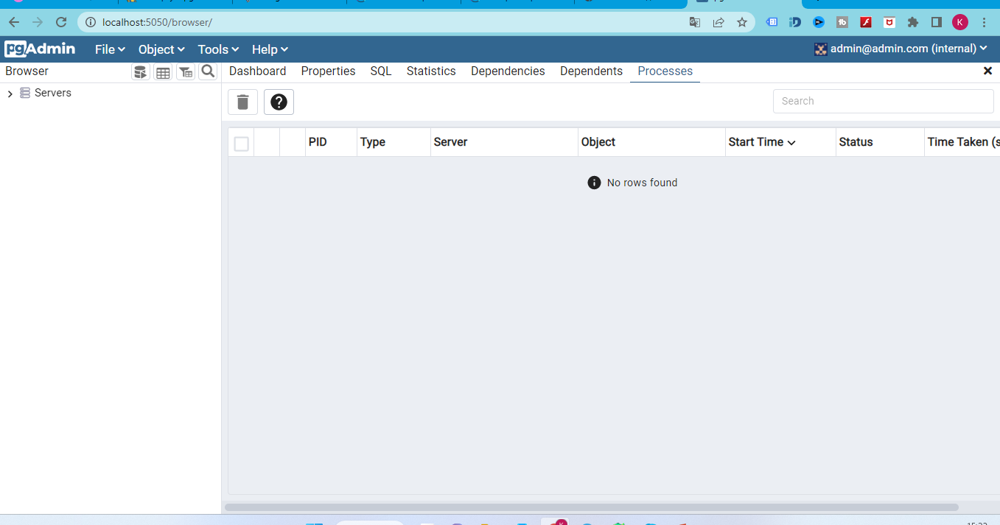 localhost:5050/browser/
K
pgAdmin File Object Tools Help admin@admin.com (internal)
Browser
Dashboard Properties SQL Statistics Dependencies Dependents Processes
Servers
Search
PID Type Server Object Start Time Status Time Taken (s
No rows found